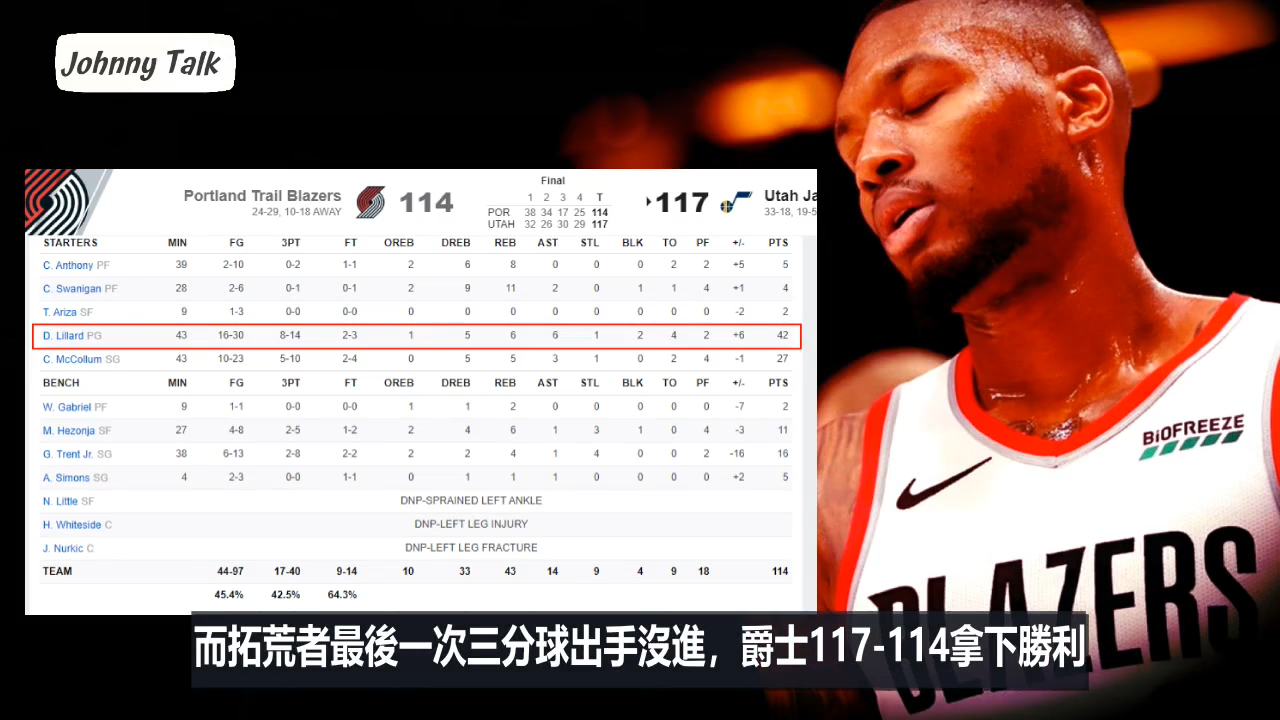 Johnny Talk
Final
Portland Trail Blazers 114 1 2 3 4 T 117 Utah Ja
24-29, 10-18 AWAY POR 38 34 17 25 114 33-18, 19-5
UTAH 32 26 30 29 117
STARTERS MIN FG 3PT FT OREB DREB REB AST STL BLK TO PF +/- PTS
C. Anthony PF 39 2-10 0-2 1-1 2 6 8 0 0 0 2 2 +5 5
C. Swanigan PF 28 2-6 0-1 0-1 2 9 11 2 0 1 1 4 +1 4
T. Ariza SF 9 1-3 0-0 0-0 0 0 0 0 0 0 0 0 -2 2
D. Lillard PG 43 16-30 8-14 2-3 1 5 6 6 1 2 4 2 +6 42
C. McCollum SG 43 10-23 5-10 2-4 0 5 5 3 1 0 2 4 -1 27
BENCH MIN FG 3PT FT OREB DREB REB AST STL BLK TO PF +/- PTS
W. Gabriel PF 9 1-1 0-0 0-0 1 1 2 0 0 0 0 0 -7 2
M. Hezonja SF 27 4-8 2-5 1-2 2 4 6 1 3 1 0 4 -3 11
G. Trent Jr. SG 38 6-13 2-8 2-2 2 2 4 1 4 0 0 2 -16 16
A. Simons SG 4 2-3 0-0 1-1 0 1 1 1 0 0 0 0 +2 5
N. Little SF DNP-SPRAINED LEFT ANKLE
H. Whiteside C DNP-LEFT LEG INJURY
J. Nurkic C DNP-LEFT LEG FRACTURE
TEAM 44-97 17-40 9-14 10 33 43 14 9 4 9 18 114
45.4% 42.5% 64.3%
BIOFREEZE
BLAZERS
而拓荒者最後一次三分球出手沒進，爵士117-114拿下勝利